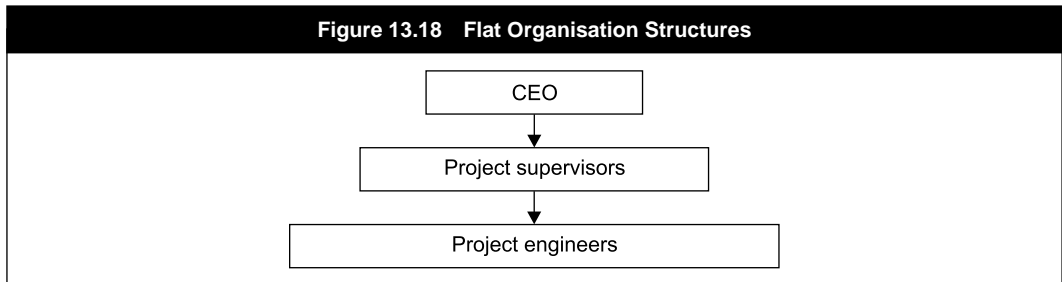 Figure 13.18 Flat Organisation Structures
CEO
Project supervisors
Project engineers